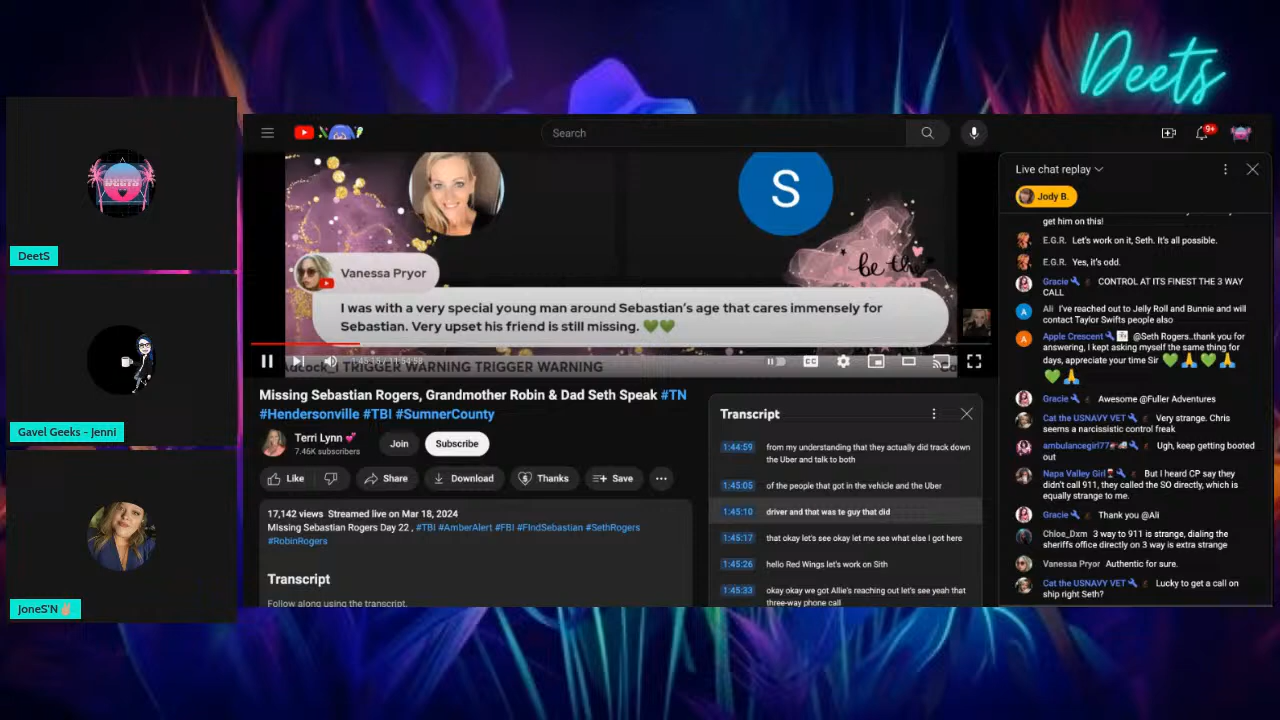 Deets
DEETS
DeetS
Gavel Geeks - Jenni
JoneS'N ✌🏻
Search
9+
S
be the
Vanessa Pryor
I was with a very special young man around Sebastian's age that cares immensely for
Sebastian. Very upset his friend is still missing. 💚💚
TRIGGER WARNING TRIGGER WARNING
Missing Sebastian Rogers, Grandmother Robin & Dad Seth Speak #TN
#Hendersonville #TBI #SumnerCounty
Terri Lynn 💕
7.46K subscribers
Join
Subscribe
Like
Share
Download
Thanks
Save
17,142 views Streamed live on Mar 18, 2024
MIssing Sebastian Rogers Day 22 , #TBI #AmberAlert #FBI #FIndSebastian #SethRogers
#RobinRogers
Transcript
Follow along using the transcript.
Transcript
1:44:59 from my understanding that they actually did track down
the Uber and talk to both
1:45:05 of the people that got in the vehicle and the Uber
1:45:10 driver and that was te guy that did
1:45:17 that okay let's see okay let me see what else I got here
1:45:26 hello Red Wings let's work on Sith
1:45:33 okay okay we got Allie's reaching out let's see yeah that
three-way phone call
Live chat replay
Jody B.
get him on this!
E.G.R. Let's work on it, Seth. It's all possible.
E.G.R. Yes, it's odd.
Gracie CONTROL AT ITS FINEST THE 3 WAY
CALL
Ali I've reached out to Jelly Roll and Bunnie and will
contact Taylor Swifts people also
Apple Crescent @Seth Rogers..thank you for
answering, I kept asking myself the same thing for
days, appreciate your time Sir 💚🙏💚🙏
💚🙏
Gracie Awesome @Fuller Adventures
Cat the USNAVY VET Very strange. Chris
seems a narcissistic control freak
ambulancegirl77 Ugh, keep getting booted
out
Napa Valley Girl But I heard CP say they
didn't call 911, they called the SO directly, which is
equally strange to me.
Gracie Thank you @Ali
Chloe_Dxm 3 way to 911 is strange, dialing the
sheriffs office directly on 3 way is extra strange
Vanessa Pryor Authentic for sure.
Cat the USNAVY VET Lucky to get a call on
ship right Seth?